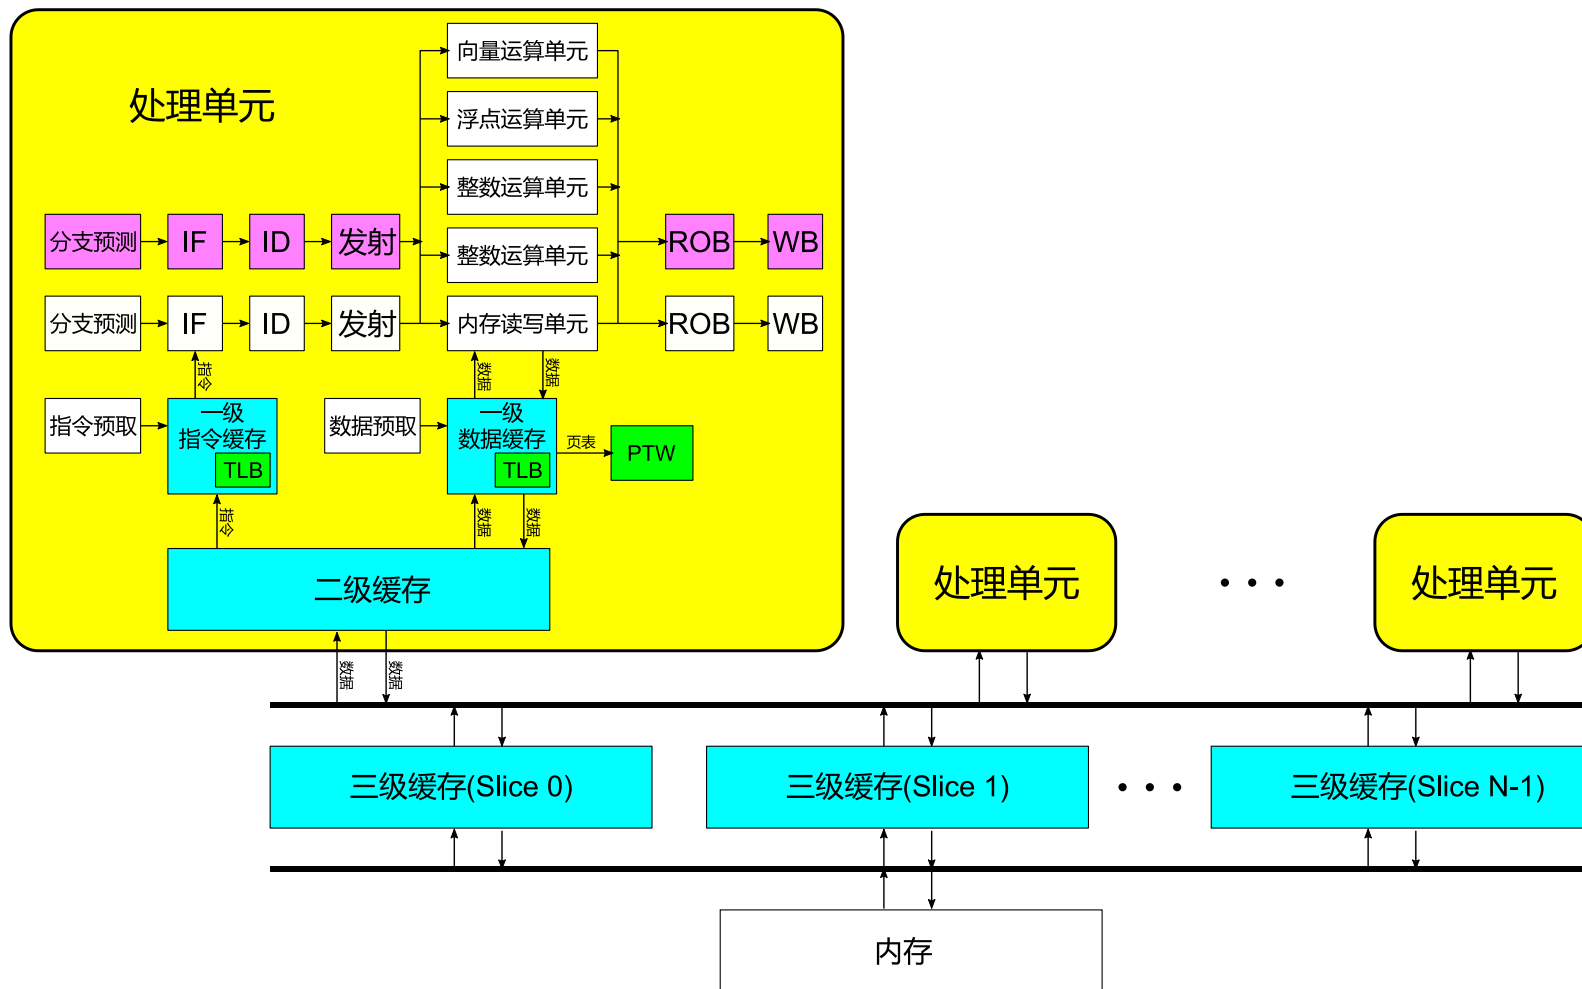 向量运算单元
处理单元
浮点运算单元
整数运算单元
分支预测
IF
ID
发射
整数运算单元
ROB
WB
分支预测
IF
ID
发射
内存读写单元
ROB
WB
指令
数据
数据
指令预取
一级
指令缓存
TLB
数据预取
一级
数据缓存
TLB
页表
PTW
指令
数据
数据
二级缓存
处理单元
• • •
处理单元
数据
数据
三级缓存(Slice 0)
三级缓存(Slice 1)
• • •
三级缓存(Slice N-1)
内存